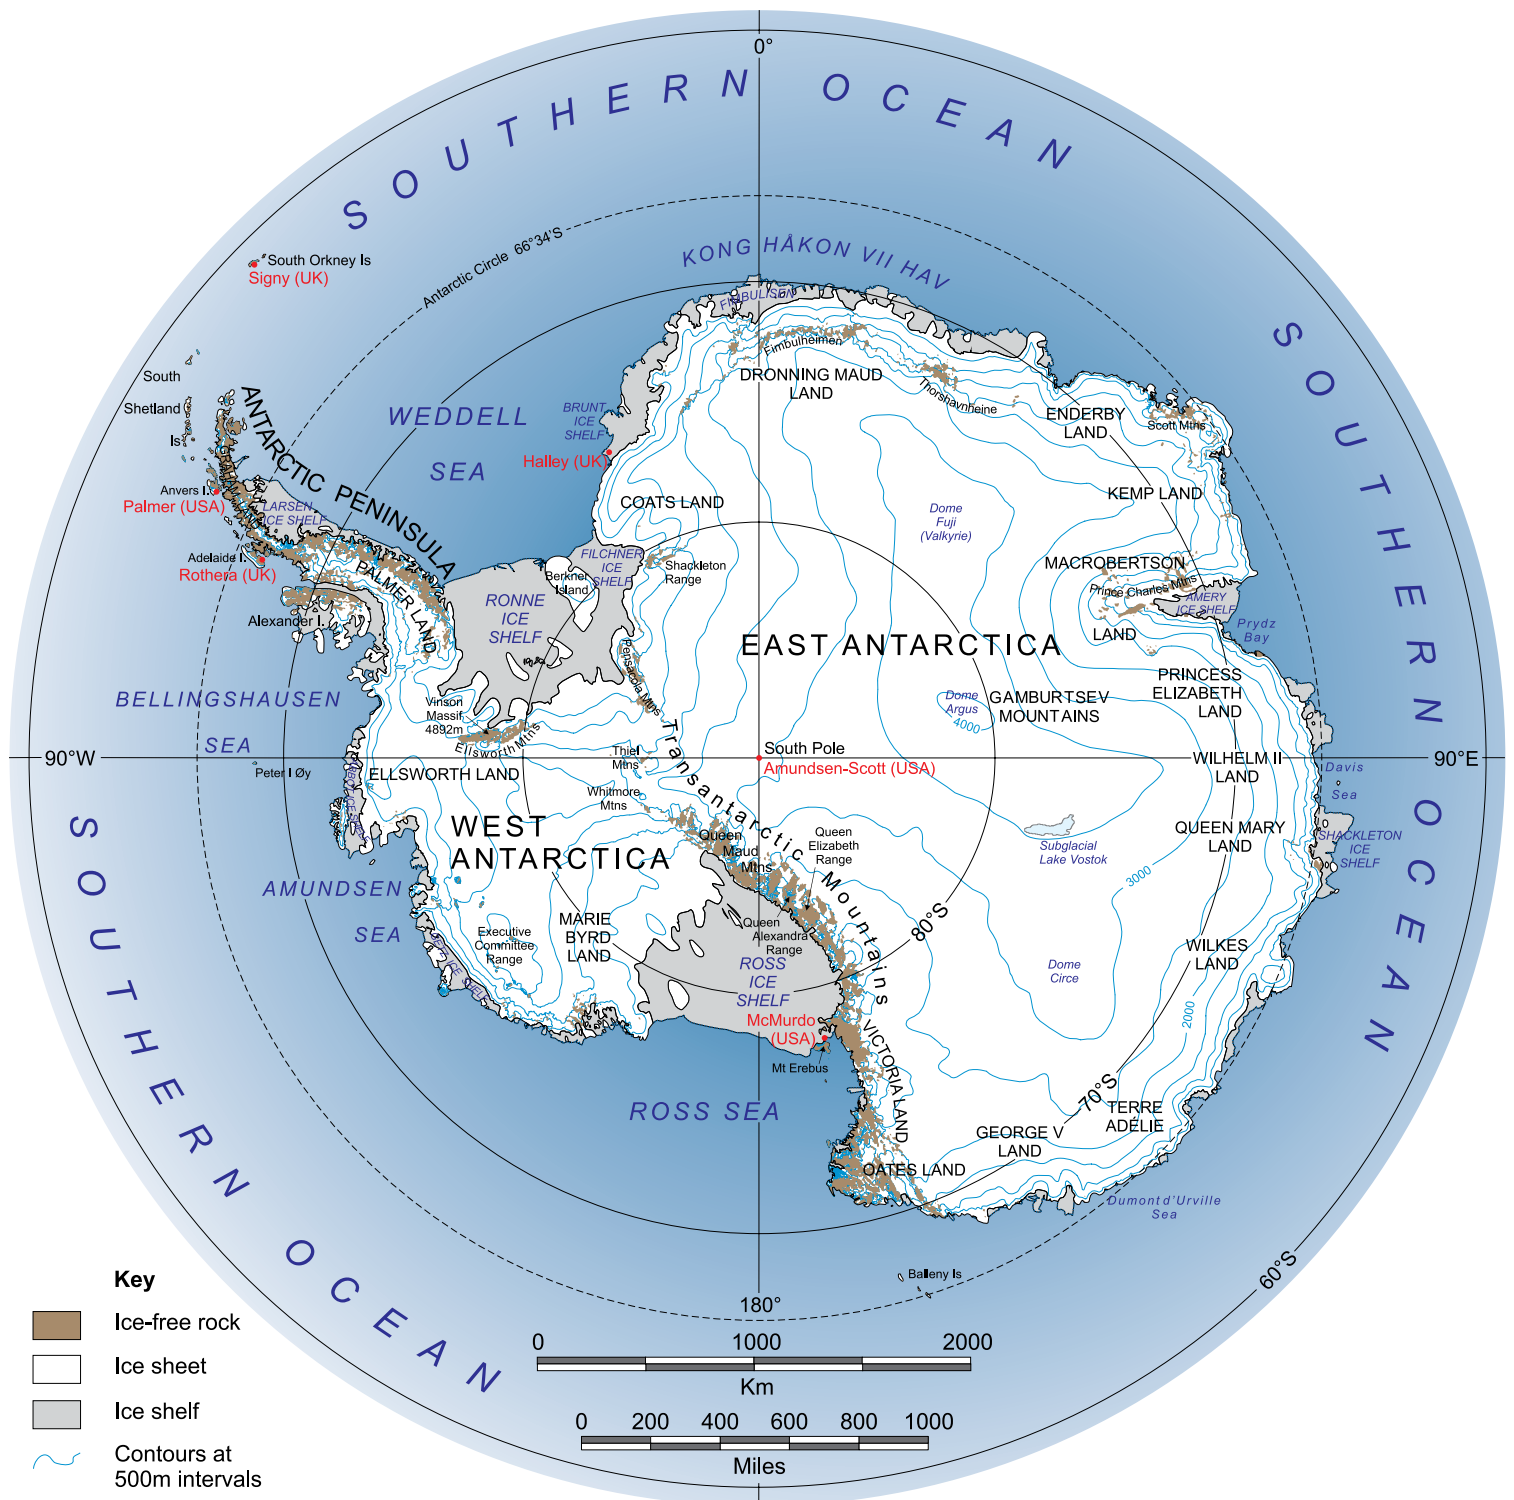 0°
SOUTHERN OCEAN
Antarctic Circle 66°34'S
KONG HÅKON VII HAV
South Orkney Is
Signy (UK)
FIMBULISEN
Fimbulheimen
DRONNING MAUD
LAND
Thorshavnheine
ENDERBY
LAND
Scott Mtns
SOUTHERN OCEAN
South
Shetland
Is
ANTARCTIC PENINSULA
WEDDELL
SEA
BRUNT
ICE
SHELF
Halley (UK)
COATS LAND
KEMP LAND
Dome
Fuji
(Valkyrie)
Anvers I.
Palmer (USA)
LARSEN
ICE SHELF
Adelaide I.
Rothera (UK)
PALMER LAND
Alexander I.
FILCHNER
ICE
SHELF
Berkner
Island
Shackleton
Range
RONNE
ICE
SHELF
MACROBERTSON
LAND
Prince Charles Mtns
AMERY
ICE SHELF
Prydz
Bay
EAST ANTARCTICA
Pensacola Mtns
PRINCESS
ELIZABETH
LAND
GAMBURTSEV
MOUNTAINS
Dome
Argus
4000
BELLINGSHAUSEN
SEA
Vinson
Massif
4892m
Ellsworth Mtns
Transantarctic Mountains
South Pole
Amundsen-Scott (USA)
Thiel
Mtns
Whitmore
Mtns
90°W
Peter I Øy
ELLSWORTH LAND
WILHELM II
LAND
90°E
Davis
Sea
WEST
ANTARCTICA
Queen
Maud
Mtns
Queen
Elizabeth
Range
Subglacial
Lake Vostok
QUEEN MARY
LAND
SHACKLETON
ICE
SHELF
3000
AMUNDSEN
SEA
Executive
Committee
Range
MARIE
BYRD
LAND
Queen
Alexandra
Range
80°S
ROSS
ICE
SHELF
Dome
Circe
WILKES
LAND
2000
McMurdo
(USA)
Mt Erebus
VICTORIA LAND
ROSS SEA
70°S
TERRE
ADÉLIE
GEORGE V
LAND
OATES LAND
Dumont d'Urville
Sea
SOUTHERN OCEAN
Balleny Is
60°S
180°
Key
Ice-free rock
Ice sheet
Ice shelf
Contours at
500m intervals
0 1000 2000
Km
0 200 400 600 800 1000
Miles